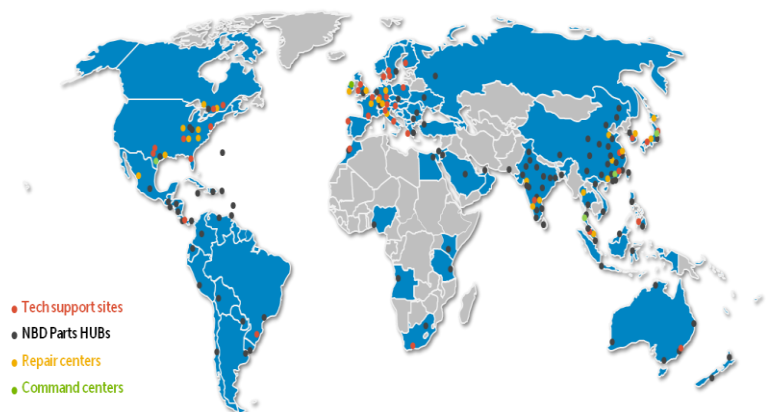 Tech support sites
NBD Parts HUBs
Repair centers
Command centers